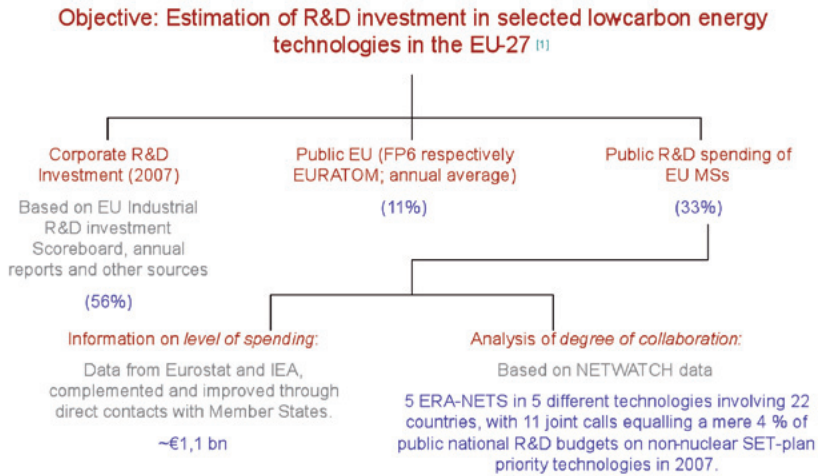 Objective: Estimation of R&D investment in selected lowcarbon energy
technologies in the EU-27 [1]
Corporate R&D
Investment (2007)
Based on EU Industrial
R&D investment
Scoreboard, annual
reports and other sources
(56%)
Public EU (FP6 respectively
EURATOM; annual average)
(11%)
Public R&D spending of
EU MSs
(33%)
Information on level of spending:
Data from Eurostat and IEA,
complemented and improved through
direct contacts with Member States.
~€1,1 bn
Analysis of degree of collaboration:
Based on NETWATCH data
5 ERA-NETS in 5 different technologies involving 22
countries, with 11 joint calls equalling a mere 4 % of
public national R&D budgets on non-nuclear SET-plan
priority technologies in 2007.